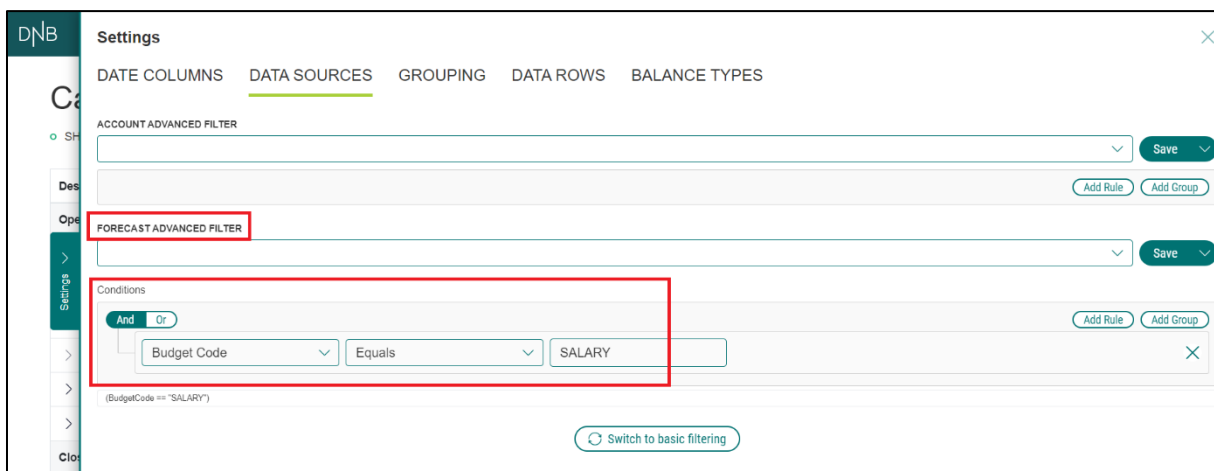 DNB
Settings
DATE COLUMNS DATA SOURCES GROUPING DATA ROWS BALANCE TYPES
Ca
SH
ACCOUNT ADVANCED FILTER
Save
Des
Add Rule Add Group
Ope
FORECAST ADVANCED FILTER
Save
Settings
Conditions
And Or
Add Rule Add Group
Budget Code Equals SALARY
(BudgetCode == "SALARY")
Switch to basic filtering
Clo